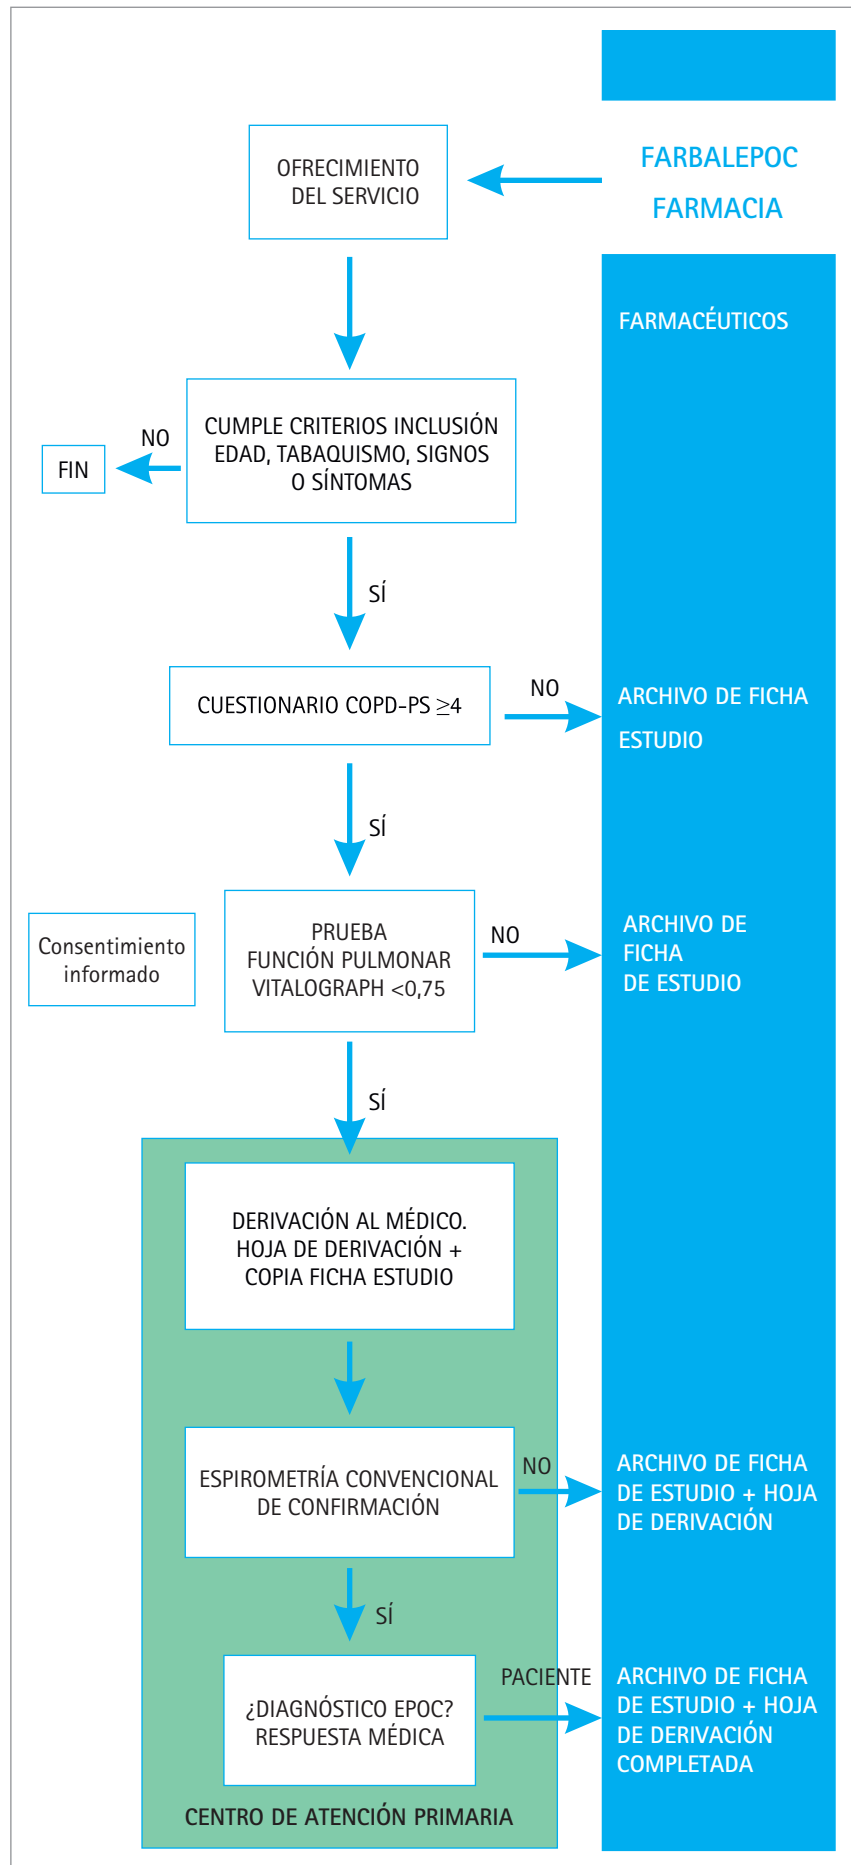 FARBALEPOC
FARMACIA
OFRECIMIENTO
DEL SERVICIO
FARMACÉUTICOS
CUMPLE CRITERIOS INCLUSIÓN
EDAD, TABAQUISMO, SIGNOS
O SÍNTOMAS
NO
FIN
SÍ
CUESTIONARIO COPD-PS ≥4
NO
ARCHIVO DE FICHA
ESTUDIO
SÍ
Consentimiento
informado
PRUEBA
FUNCIÓN PULMONAR
VITALOGRAPH <0,75
NO
ARCHIVO DE
FICHA
DE ESTUDIO
SÍ
DERIVACIÓN AL MÉDICO.
HOJA DE DERIVACIÓN +
COPIA FICHA ESTUDIO
ESPIROMETRÍA CONVENCIONAL
DE CONFIRMACIÓN
NO
ARCHIVO DE FICHA
DE ESTUDIO + HOJA
DE DERIVACIÓN
SÍ
¿DIAGNÓSTICO EPOC?
RESPUESTA MÉDICA
PACIENTE
ARCHIVO DE FICHA
DE ESTUDIO + HOJA
DE DERIVACIÓN
COMPLETADA
CENTRO DE ATENCIÓN PRIMARIA